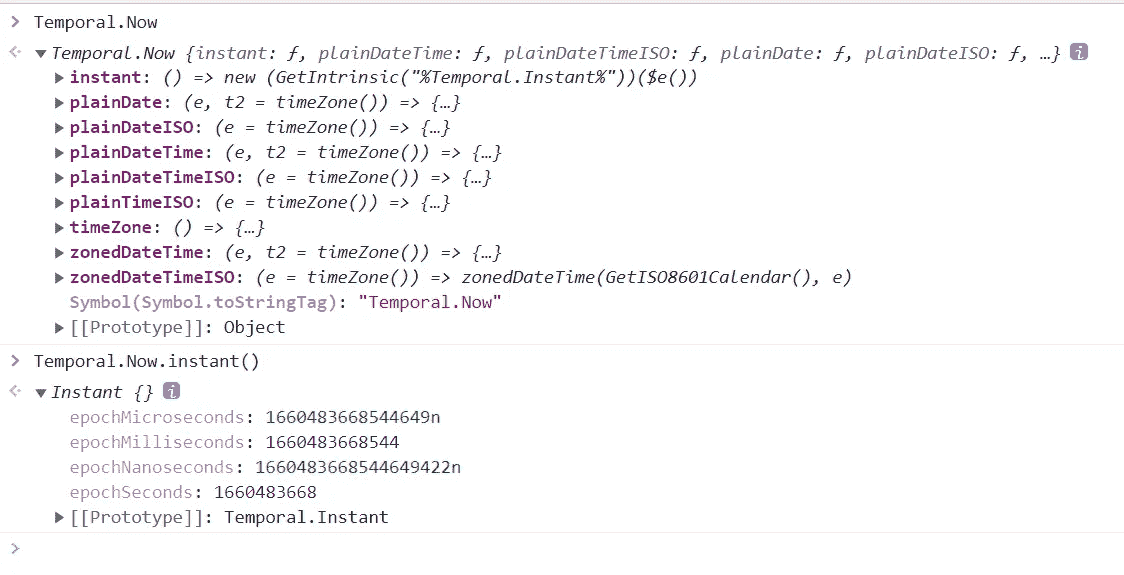 Temporal.Now
Temporal.Now {instant: ƒ, plainDateTime: ƒ, plainDateTimeISO: ƒ, plainDate: ƒ, plainDateISO: ƒ, …} i
instant: () => new (GetIntrinsic("%Temporal.Instant%"))($e())
plainDate: (e, t2 = timeZone()) => {…}
plainDateISO: (e = timeZone()) => {…}
plainDateTime: (e, t2 = timeZone()) => {…}
plainDateTimeISO: (e = timeZone()) => {…}
plainTimeISO: (e = timeZone()) => {…}
timeZone: () => {…}
zonedDateTime: (e, t2 = timeZone()) => {…}
zonedDateTimeISO: (e = timeZone()) => zonedDateTime(GetISO8601Calendar(), e)
Symbol(Symbol.toStringTag): "Temporal.Now"
[[Prototype]]: Object
Temporal.Now.instant()
Instant {} i
epochMicroseconds: 1660483668544649n
epochMilliseconds: 1660483668544
epochNanoseconds: 1660483668544649422n
epochSeconds: 1660483668
[[Prototype]]: Temporal.Instant